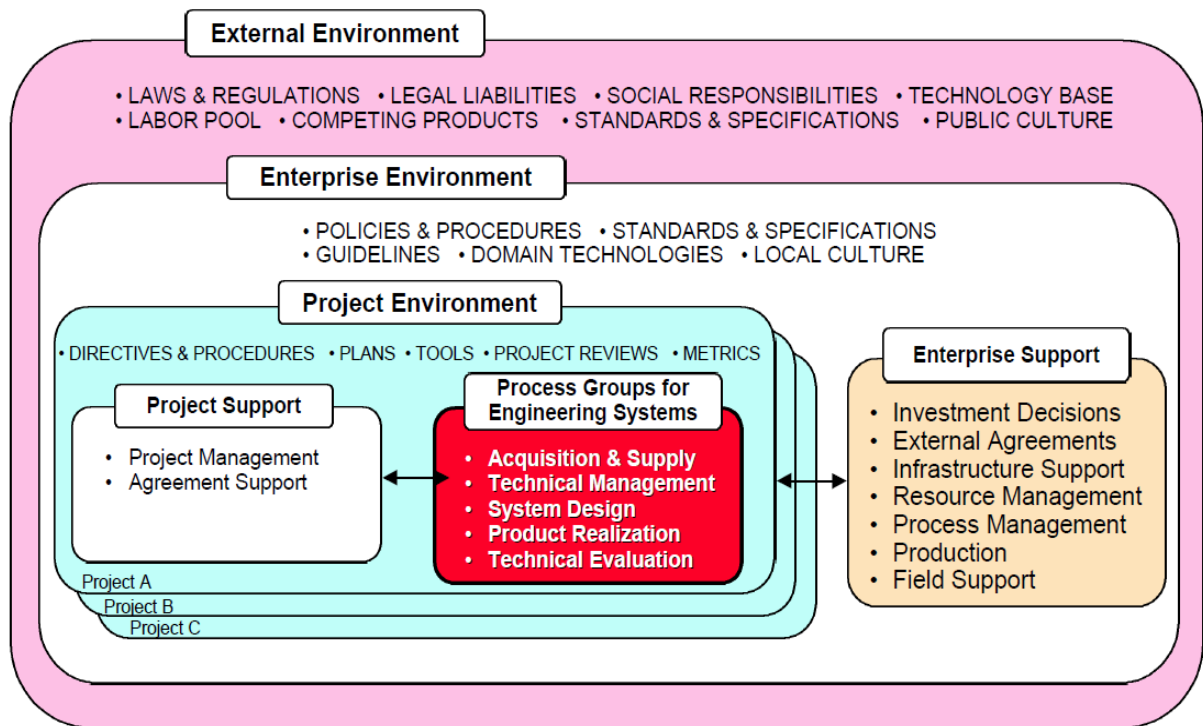 External Environment
• LAWS & REGULATIONS • LEGAL LIABILITIES • SOCIAL RESPONSIBILITIES • TECHNOLOGY BASE
• LABOR POOL • COMPETING PRODUCTS • STANDARDS & SPECIFICATIONS • PUBLIC CULTURE
Enterprise Environment
• POLICIES & PROCEDURES • STANDARDS & SPECIFICATIONS
• GUIDELINES • DOMAIN TECHNOLOGIES • LOCAL CULTURE
Project Environment
• DIRECTIVES & PROCEDURES • PLANS • TOOLS • PROJECT REVIEWS • METRICS
Project Support
• Project Management
• Agreement Support
Process Groups for
Engineering Systems
• Acquisition & Supply
• Technical Management
• System Design
• Product Realization
• Technical Evaluation
Project A
Project B
Project C
Enterprise Support
• Investment Decisions
• External Agreements
• Infrastructure Support
• Resource Management
• Process Management
• Production
• Field Support